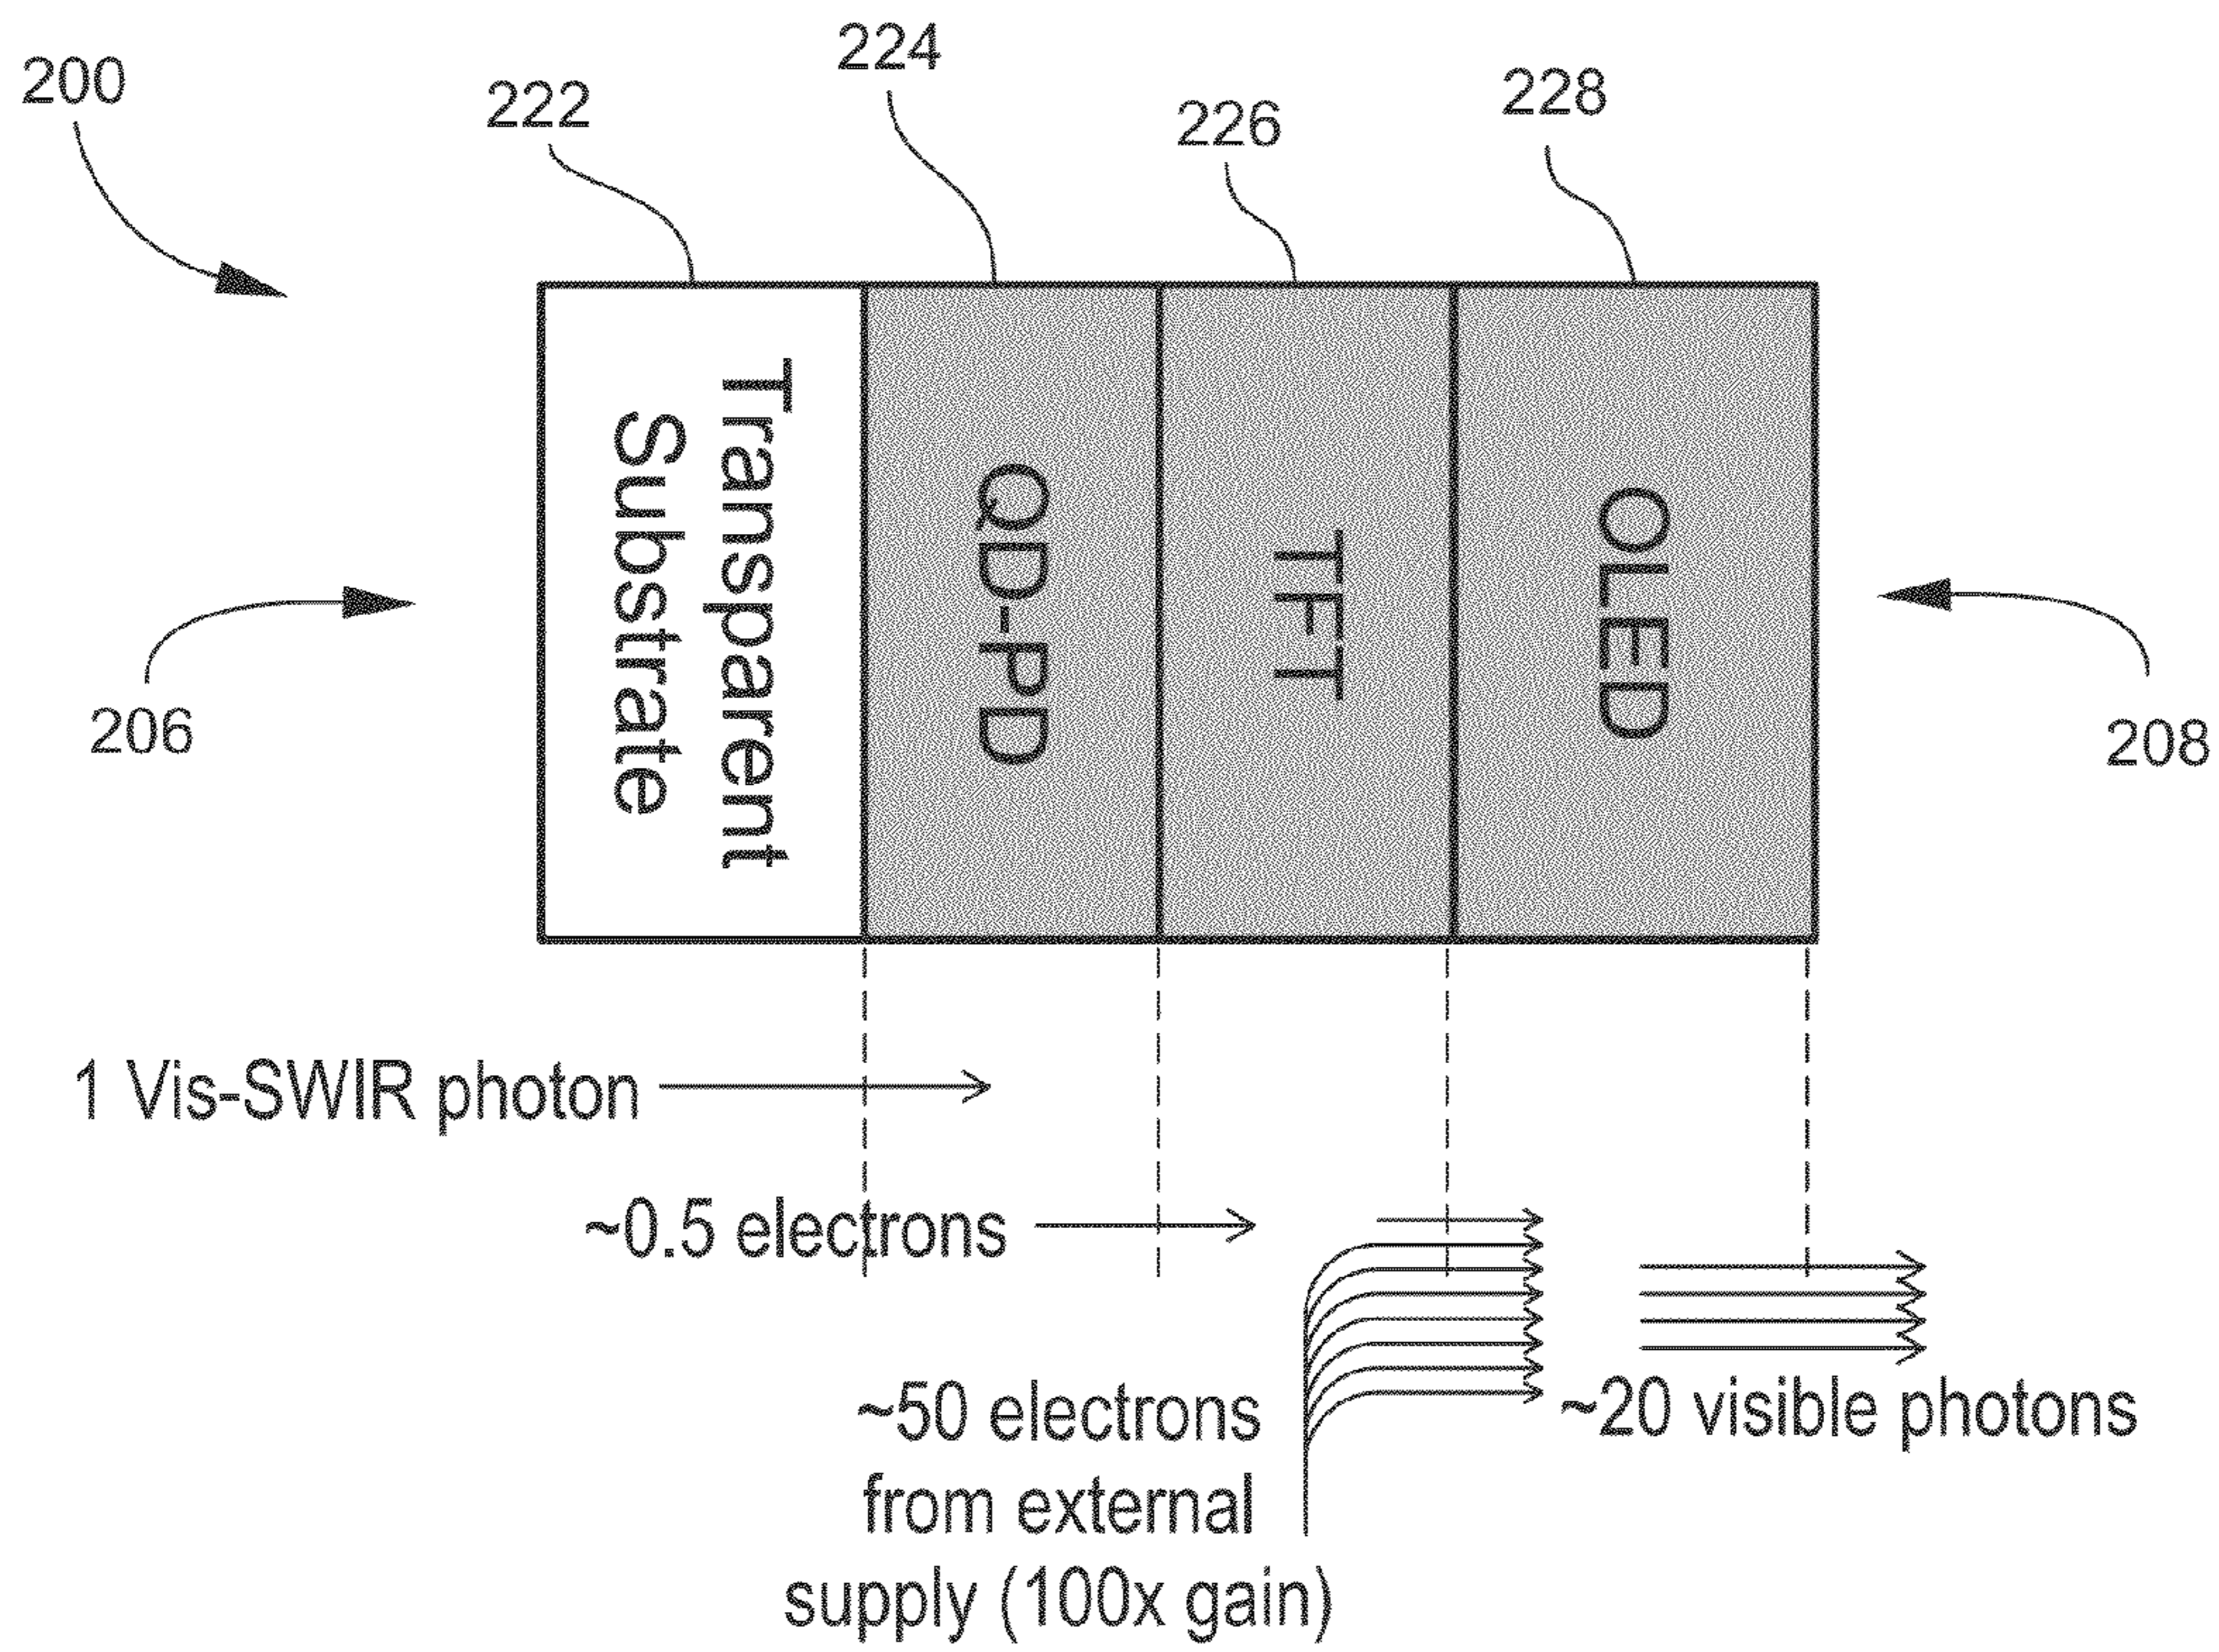 200
222
224
226
228
Transparent
Substrate
QD-PD
TFT
OLED
206
208
1 Vis-SWIR photon
~0.5 electrons
~50 electrons
from external
supply (100x gain)
~20 visible photons